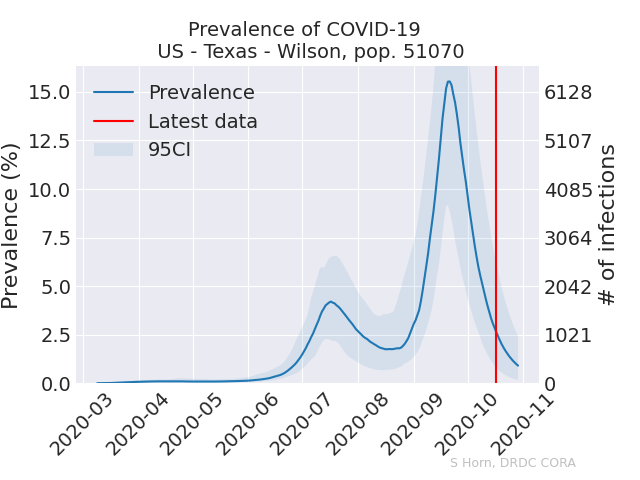 Prevalence of COVID-19
US - Texas - Wilson, pop. 51070
Prevalence
Latest data
95CI
Prevalence (%)
15.0
12.5
10.0
7.5
5.0
2.5
0.0
6128
5107
4085
3064
2042
1021
0
# of infections
2020-03
2020-04
2020-05
2020-06
2020-07
2020-08
2020-09
2020-10
2020-11
S Horn, DRDC CORA